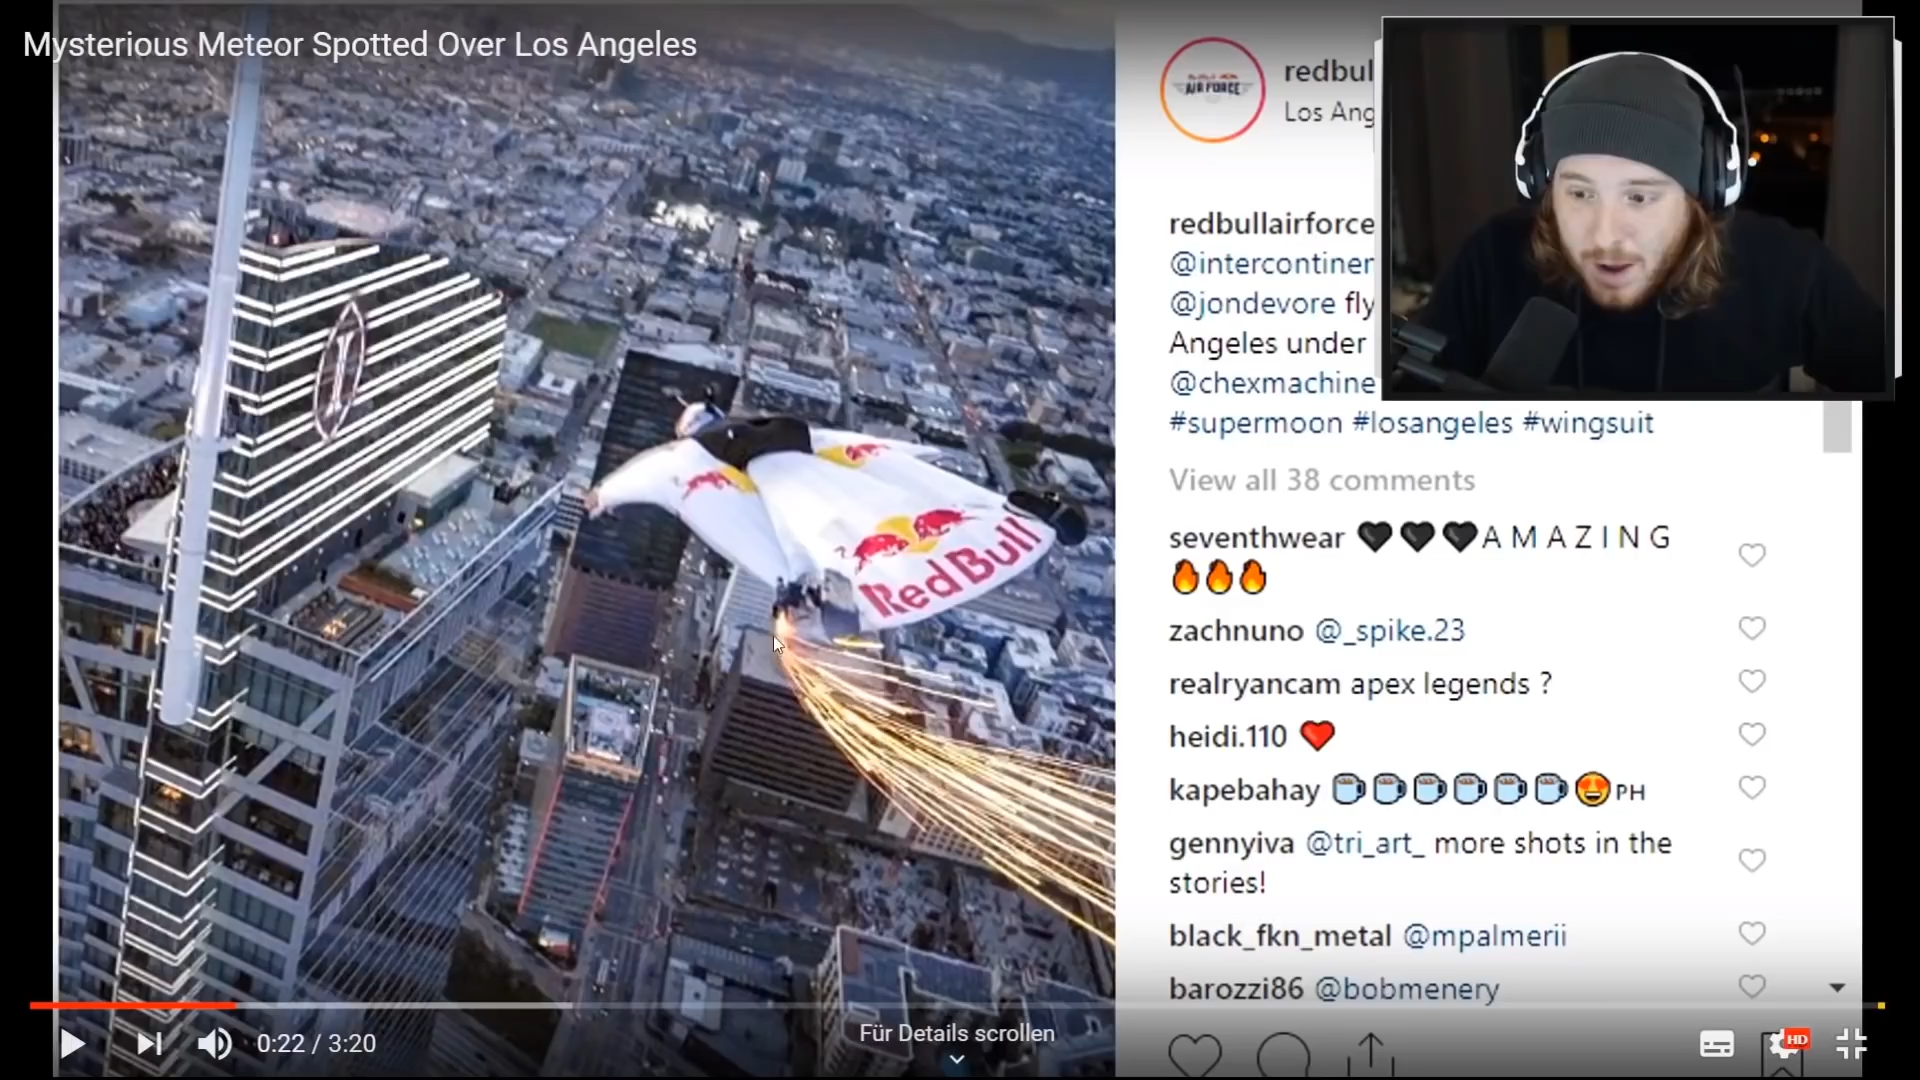 Mysterious Meteor Spotted Over Los Angeles
AIR FORCE
redbul
Los Ang
redbullairforce
@intercontinen
@jondevore fly
Angeles under
@chexmachine
#supermoon #losangeles #wingsuit
View all 38 comments
seventhwear 🖤🖤🖤A M A Z I N G
🔥🔥🔥
zachnuno @_spike.23
realryancam apex legends ?
heidi.110 ❤️
kapebahay ☕☕☕☕☕☕😍PH
gennyiva @tri_art_ more shots in the
stories!
black_fkn_metal @mpalmerii
barozzi86 @bobmenery
Red Bull
0:22 / 3:20
Für Details scrollen
HD